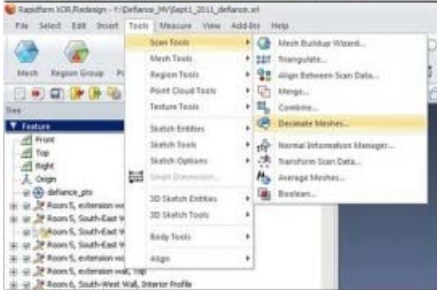 Rapidform XOR/Redesign - f:\Defiance_MV\Sept1_2011_defiance.xrl
File Select Edit Insert Tools Measure View Add-Ins Help
Mesh Region Group
Scan Tools
Mesh Tools
Region Tools
Point Cloud Tools
Texture Tools
Sketch Entities
Sketch Tools
Sketch Options
Smart Dimension...
3D Sketch Entities
3D Sketch Tools
Body Tools
Align
Mesh Buildup Wizard...
Triangulate...
Align Between Scan Data...
Merge...
Combine...
Decimate Meshes...
Normal Information Manager...
Transform Scan Data...
Average Meshes...
Boolean...
Tree
Feature
Front
Top
Right
Origin
defiance_pts
Room 5, extension wa
Room 5, South-East W
Room 5, South-East W
Room 5, South-East W
Room 5, extension wa
Room 5, extension wall, Top
Room 6, South-West Wall, Interior Profile